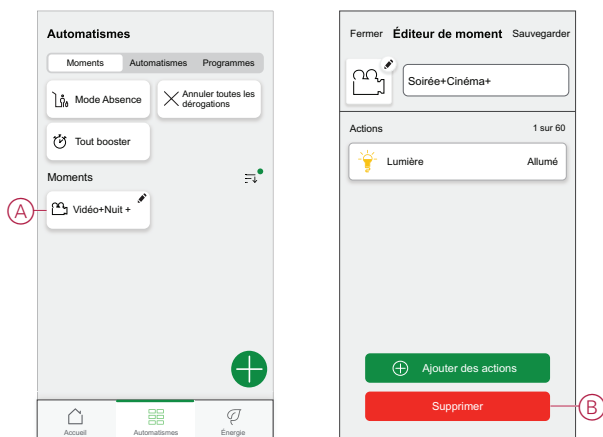 Automatismes
Moments Automatismes Programmes
Mode Absence
Annuler toutes les
dérogations
Tout booster
Moments
A
Vidéo+Nuit +
Accueil Automatismes Énergie
Fermer Éditeur de moment Sauvegarder
Soirée+Cinéma+
Actions 1 sur 60
Lumière Allumé
Ajouter des actions
Supprimer
B